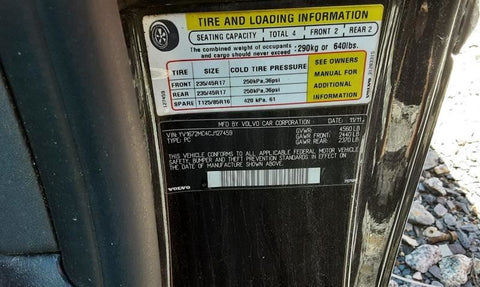 TIRE AND LOADING INFORMATION
SEATING CAPACITY TOTAL 4 FRONT 2 REAR 2
The combined weight of occupants and cargo should never exceed :290kg or 640lbs.
TIRE SIZE COLD TIRE PRESSURE
FRONT 235/45R17 250kPa,36psi
REAR 235/45R17 250kPa,36psi
SPARE T125/85R16 420 kPa, 61
SEE OWNERS
MANUAL FOR
ADDITIONAL
INFORMATION
127459
VOLVO
MFD BY VOLVO CAR CORPORATION DATE: 11/11
VIN: YV1672MC4CJ127459
TYPE: PC
GVWR 4560 LB
GAWR FRONT: 2440 LB
GAWR REAR: 2370 LB
THIS VEHICLE CONFORMS TO ALL APPLICABLE
U.S. FEDERAL MOTOR VEHICLE SAFETY, BUMPER AND
THEFT PREVENTION STANDARDS IN EFFECT ON THE DATE
OF MANUFACTURE SHOWN ABOVE.
VOLVO